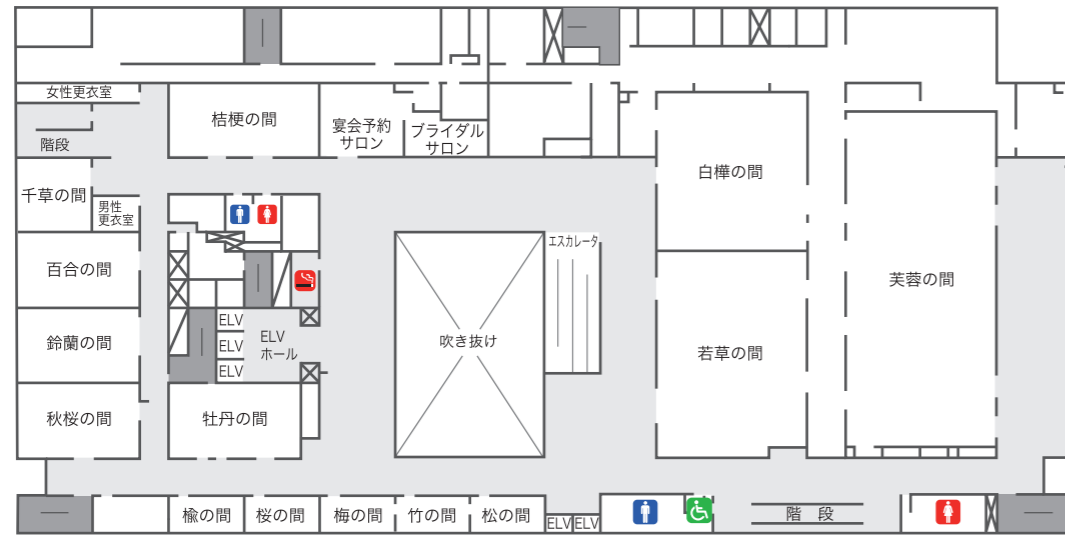 女性更衣室
階段
桔梗の間
宴会予約
サロン
ブライダル
サロン
千草の間
男性
更衣室
白樺の間
芙蓉の間
エスカレータ
百合の間
鈴蘭の間
ELV
ELV
ELV
ELV
ホール
吹き抜け
若草の間
秋桜の間
牡丹の間
楡の間
桜の間
梅の間
竹の間
松の間
ELV
ELV
階 段